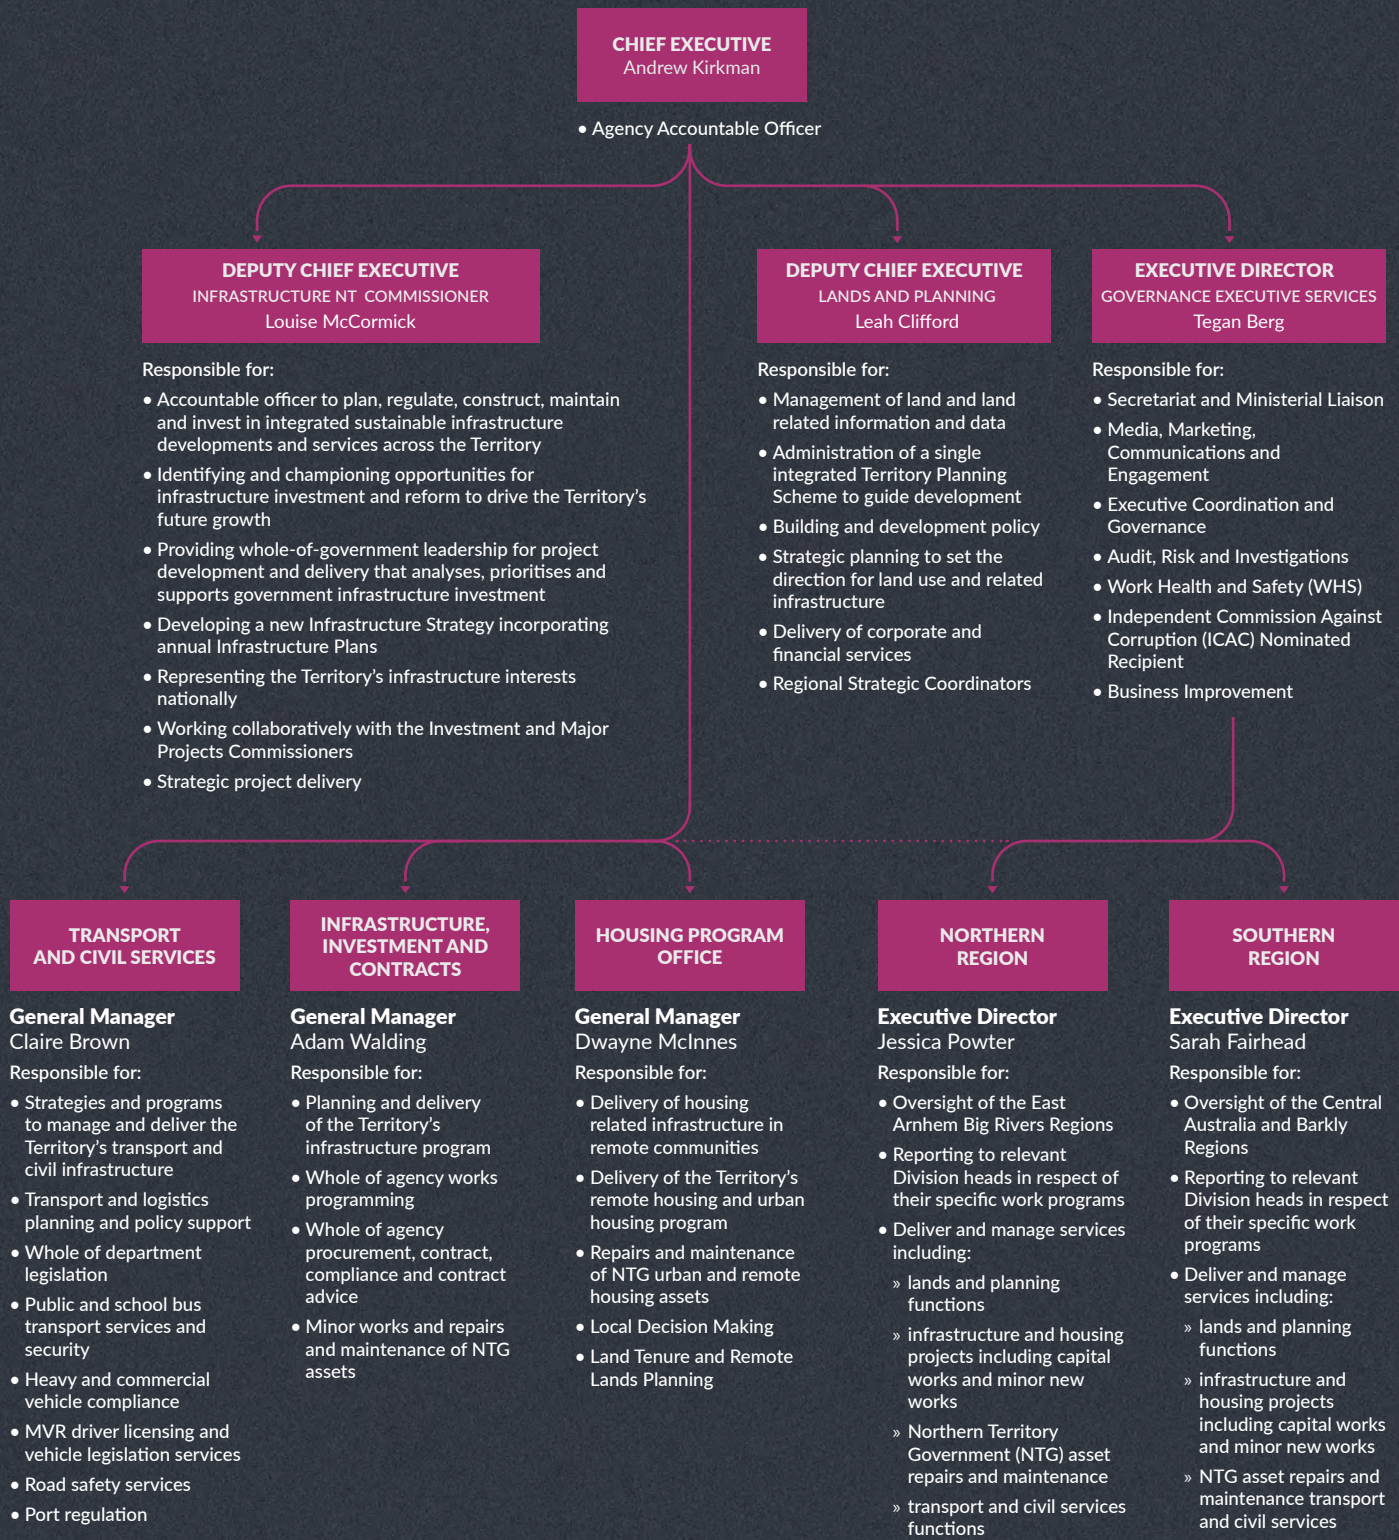 CHIEF EXECUTIVE
Andrew Kirkman
• Agency Accountable Officer
DEPUTY CHIEF EXECUTIVE
INFRASTRUCTURE NT COMMISSIONER
Louise McCormick
Responsible for:
• Accountable officer to plan, regulate, construct, maintain
and invest in integrated sustainable infrastructure
developments and services across the Territory
• Identifying and championing opportunities for
infrastructure investment and reform to drive the Territory's
future growth
• Providing whole-of-government leadership for project
development and delivery that analyses, prioritises and
supports government infrastructure investment
• Developing a new Infrastructure Strategy incorporating
annual Infrastructure Plans
• Representing the Territory's infrastructure interests
nationally
• Working collaboratively with the Investment and Major
Projects Commissioners
• Strategic project delivery
DEPUTY CHIEF EXECUTIVE
LANDS AND PLANNING
Leah Clifford
Responsible for:
• Management of land and land
related information and data
• Administration of a single
integrated Territory Planning
Scheme to guide development
• Building and development policy
• Strategic planning to set the
direction for land use and related
infrastructure
• Delivery of corporate and
financial services
• Regional Strategic Coordinators
EXECUTIVE DIRECTOR
GOVERNANCE EXECUTIVE SERVICES
Tegan Berg
Responsible for:
• Secretariat and Ministerial Liaison
• Media, Marketing,
Communications and
Engagement
• Executive Coordination and
Governance
• Audit, Risk and Investigations
• Work Health and Safety (WHS)
• Independent Commission Against
Corruption (ICAC) Nominated
Recipient
• Business Improvement
TRANSPORT
AND CIVIL SERVICES
General Manager
Claire Brown
Responsible for:
• Strategies and programs
to manage and deliver the
Territory's transport and
civil infrastructure
• Transport and logistics
planning and policy support
• Whole of department
legislation
• Public and school bus
transport services and
security
• Heavy and commercial
vehicle compliance
• MVR driver licensing and
vehicle legislation services
• Road safety services
• Port regulation
INFRASTRUCTURE,
INVESTMENT AND
CONTRACTS
General Manager
Adam Walding
Responsible for:
• Planning and delivery
of the Territory's
infrastructure program
• Whole of agency works
programming
• Whole of agency
procurement, contract,
compliance and contract
advice
• Minor works and repairs
and maintenance of NTG
assets
HOUSING PROGRAM
OFFICE
General Manager
Dwayne McInnes
Responsible for:
• Delivery of housing
related infrastructure in
remote communities
• Delivery of the Territory's
remote housing and urban
housing program
• Repairs and maintenance
of NTG urban and remote
housing assets
• Local Decision Making
• Land Tenure and Remote
Lands Planning
NORTHERN
REGION
Executive Director
Jessica Powter
Responsible for:
• Oversight of the East
Arnhem Big Rivers Regions
• Reporting to relevant
Division heads in respect of
their specific work programs
• Deliver and manage services
including:
» lands and planning
functions
» infrastructure and housing
projects including capital
works and minor new
works
» Northern Territory
Government (NTG) asset
repairs and maintenance
» transport and civil services
functions
SOUTHERN
REGION
Executive Director
Sarah Fairhead
Responsible for:
• Oversight of the Central
Australia and Barkly
Regions
• Reporting to relevant
Division heads in respect
of their specific work
programs
• Deliver and manage
services including:
» lands and planning
functions
» infrastructure and
housing projects
including capital works
and minor new works
» NTG asset repairs and
maintenance transport
and civil services